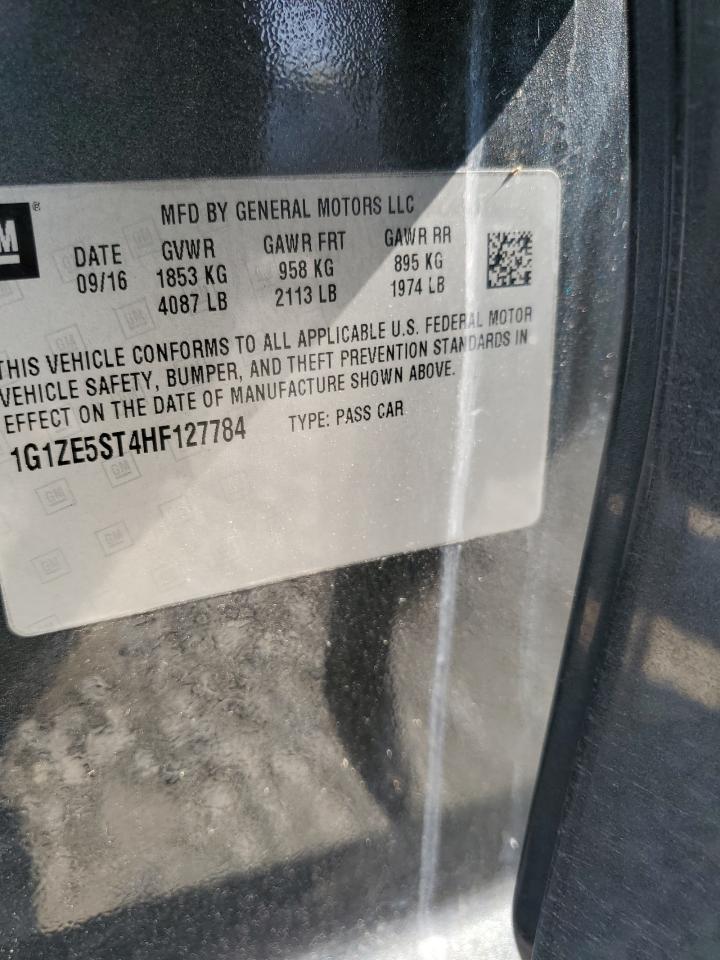 M ®
MFD BY GENERAL MOTORS LLC
DATE GVWR GAWR FRT GAWR RR
09/16 1853 KG 958 KG 895 KG
4087 LB 2113 LB 1974 LB
THIS VEHICLE CONFORMS TO ALL APPLICABLE U.S. FEDERAL MOTOR
VEHICLE SAFETY, BUMPER, AND THEFT PREVENTION STANDARDS IN
EFFECT ON THE DATE OF MANUFACTURE SHOWN ABOVE.
1G1ZE5ST4HF127784 TYPE: PASS CAR